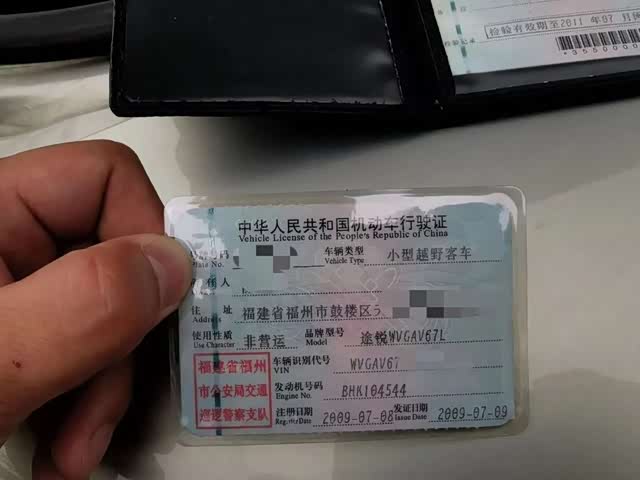 检验有效期至2011年07月
中华人民共和国机动车行驶证
Vehicle License of the People's Republic of China
号码
Plate No.
车辆类型
Vehicle Type
小型越野客车
住 址
Address
福建省福州市鼓楼区
使用性质
Use Character
非营运
品牌型号
Model
途锐WVGAV67L
福建省福州
市公安局交通
巡逻警察支队
车辆识别代号
VIN
WVGAV67
发动机号码
Engine No.
BHK104544
注册日期
Register Date
2009-07-08
发证日期
Issue Date
2009-07-09